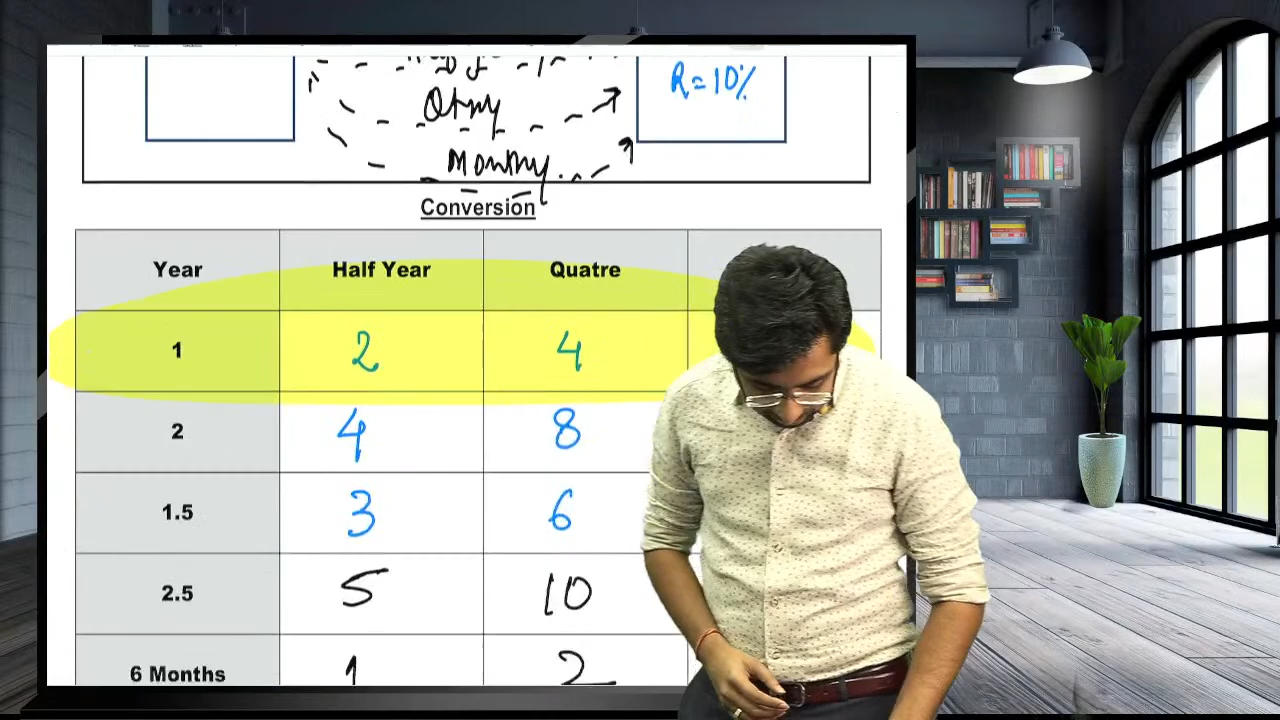 R = 10%
Qtrly
Monthly
Conversion
Year Half Year Quatre
1 2 4
2 4 8
1.5 3 6
2.5 5 10
6 Months 1 2